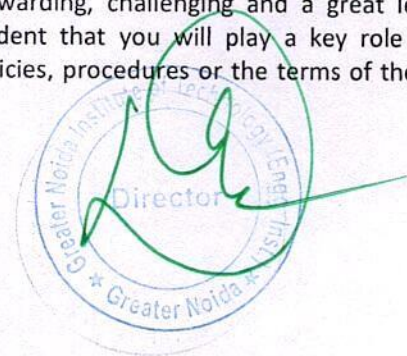 warding, challenging and a great le
dent that you will play a key role
icies, procedures or the terms of the
Greater Noida Institute of Technology (Engg. Inst.)
Director
★ Greater Noida ★